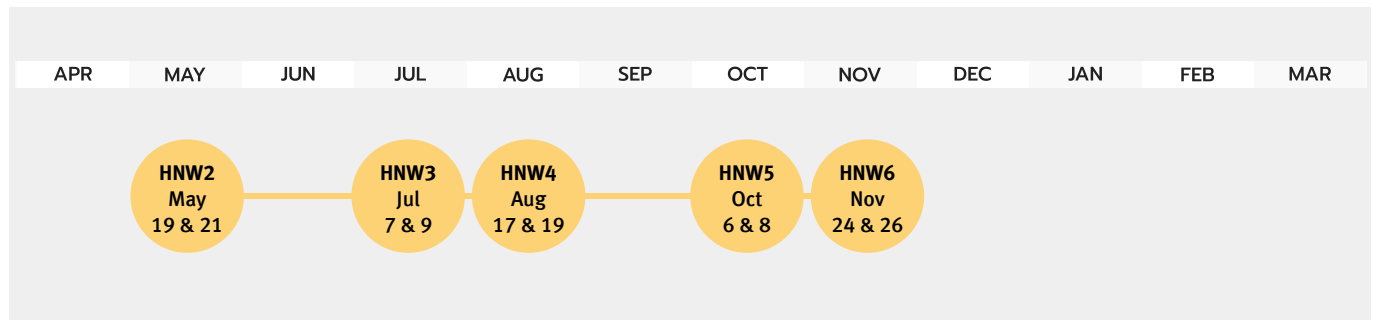 APR MAY JUN JUL AUG SEP OCT NOV DEC JAN FEB MAR
HNW2
May
19 & 21
HNW3
Jul
7 & 9
HNW4
Aug
17 & 19
HNW5
Oct
6 & 8
HNW6
Nov
24 & 26